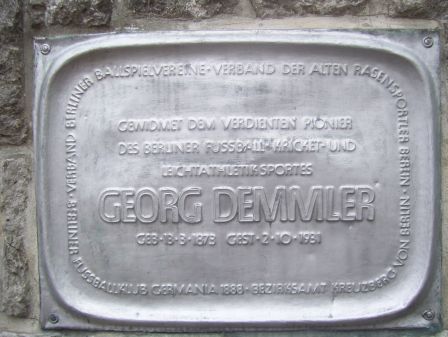 VERBAND BERLINER BALLSPIELVEREINE · VERBAND DER ALTEN RASENSPORTLER BERLIN ·
GEWIDMET DEM VERDIENTEN PIONIER
DES BERLINER FUSSBALL- KRICKET- UND
LEICHTATHLETIKSPORTES
GEORG DEMMLER
GEB·13·3·1873 GEST·2·10·1931
BERLINER FUSSBALLKLUB GERMANIA 1888 · BEZIRKSAMT KREUZBERG VON BERLIN ·